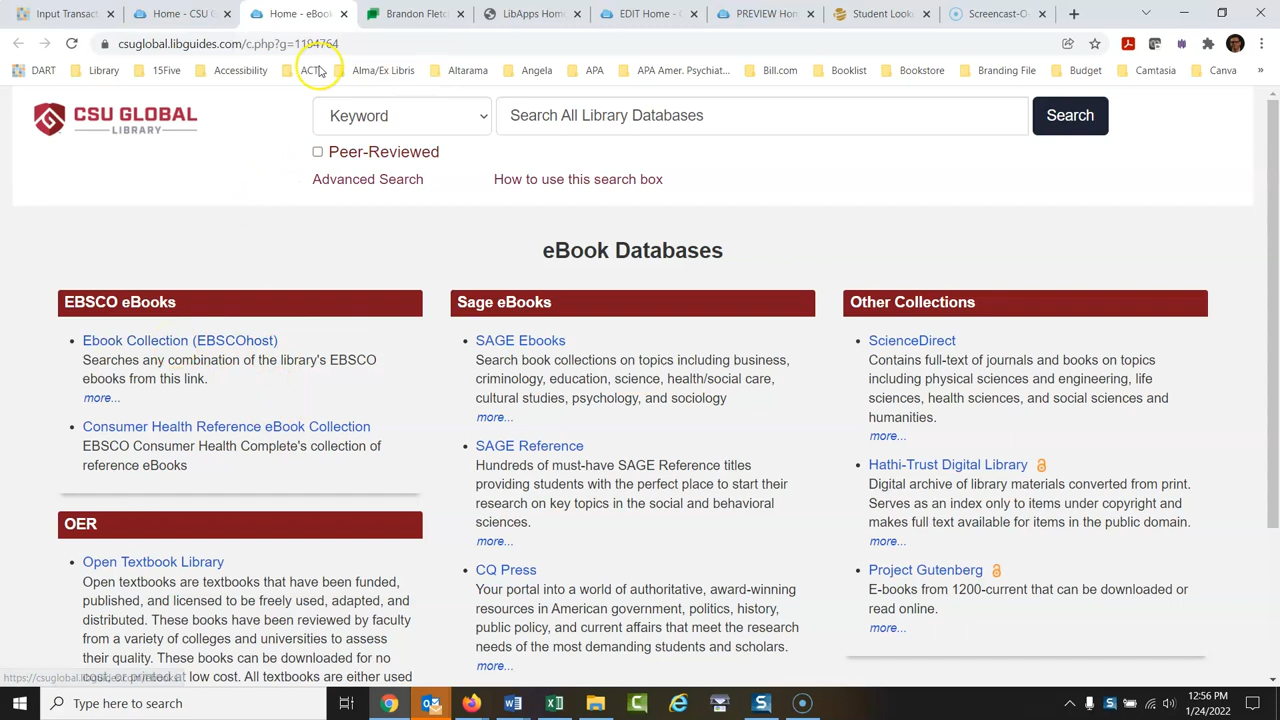 Input Transact
Home - CSU G
Home - eBoo
Brandon Flet
LibApps Home
EDIT Home - C
PREVIEW Hom
Student Look
Screencast-O
csuglobal.libguides.com/c.php?g=1194764
DART
Library
15Five
Accessibility
ACT
Alma/Ex Libris
Altarama
Angela
APA
APA Amer. Psychiat...
Bill.com
Booklist
Bookstore
Branding File
Budget
Camtasia
Canva
»
CSU GLOBAL
LIBRARY
Keyword
Search All Library Databases
Search
Peer-Reviewed
Advanced Search
How to use this search box
eBook Databases
EBSCO eBooks
Ebook Collection (EBSCOhost)
Searches any combination of the library's EBSCO
ebooks from this link.
more...
Consumer Health Reference eBook Collection
EBSCO Consumer Health Complete's collection of
reference eBooks
OER
Open Textbook Library
Open textbooks are textbooks that have been funded,
published, and licensed to be freely used, adapted, and
distributed. These books have been reviewed by faculty
from a variety of colleges and universities to assess
their quality. These books can be downloaded for no
at low cost. All textbooks are either used
Sage eBooks
SAGE Ebooks
Search book collections on topics including business,
criminology, education, science, health/social care,
cultural studies, psychology, and sociology
more...
SAGE Reference
Hundreds of must-have SAGE Reference titles
providing students with the perfect place to start their
research on key topics in the social and behavioral
sciences.
more...
CQ Press
Your portal into a world of authoritative, award-winning
resources in American government, politics, history,
public policy, and current affairs that meet the research
needs of the most demanding students and scholars.
more...
Other Collections
ScienceDirect
Contains full-text of journals and books on topics
including physical sciences and engineering, life
sciences, health sciences, and social sciences and
humanities.
more...
Hathi-Trust Digital Library
Digital archive of library materials converted from print.
Serves as an index only to items under copyright and
makes full text available for items in the public domain.
more...
Project Gutenberg
E-books from 1200-current that can be downloaded or
read online.
more...
Type here to search
12:56 PM
1/24/2022